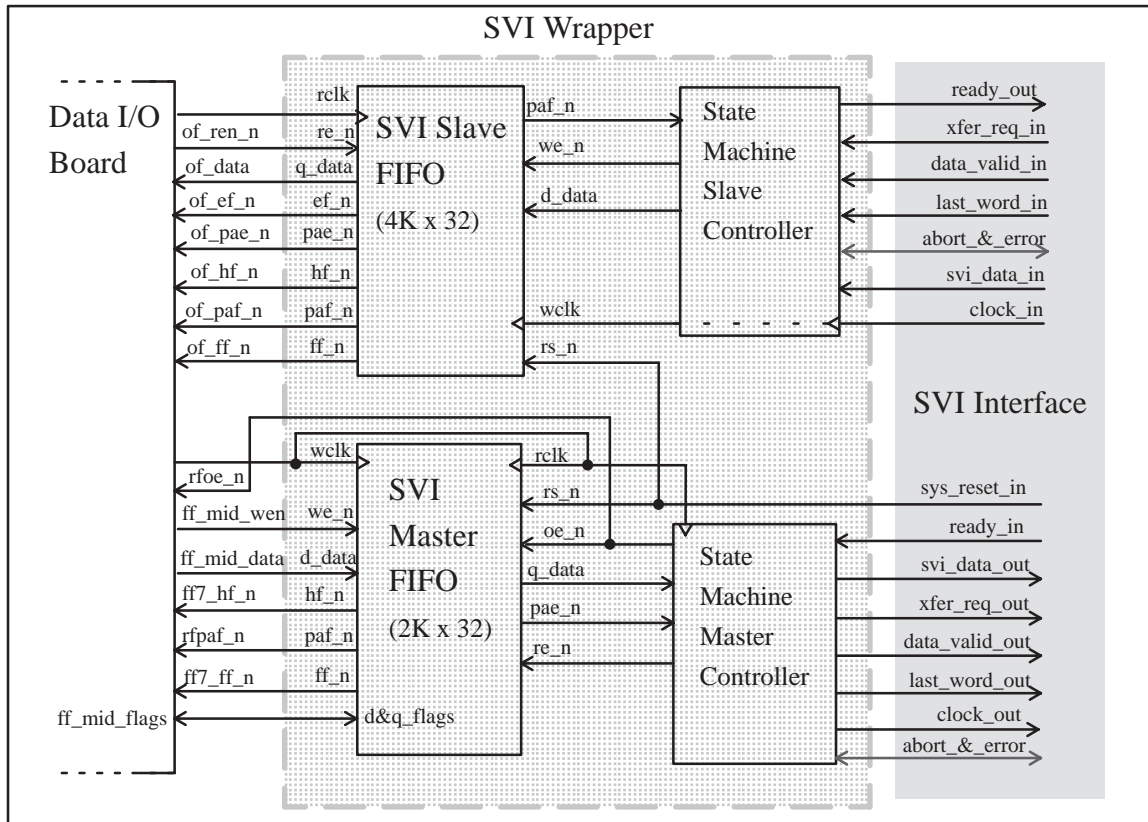 SVI Wrapper
Data I/O
Board
rclk
of_ren_n
re_n
of_data
q_data
of_ef_n
ef_n
of_pae_n
pae_n
of_hf_n
hf_n
of_paf_n
paf_n
of_ff_n
ff_n
SVI Slave
FIFO
(4K x 32)
paf_n
we_n
d_data
wclk
rs_n
State
Machine
Slave
Controller
ready_out
xfer_req_in
data_valid_in
last_word_in
abort_&_error
svi_data_in
clock_in
SVI Interface
wclk
rfoe_n
ff_mid_wen
we_n
ff_mid_data
d_data
ff7_hf_n
hf_n
rfpaf_n
paf_n
ff7_ff_n
ff_n
ff_mid_flags
d&q_flags
SVI
Master
FIFO
(2K x 32)
rclk
rs_n
oe_n
q_data
pae_n
re_n
State
Machine
Master
Controller
sys_reset_in
ready_in
svi_data_out
xfer_req_out
data_valid_out
last_word_out
clock_out
abort_&_error